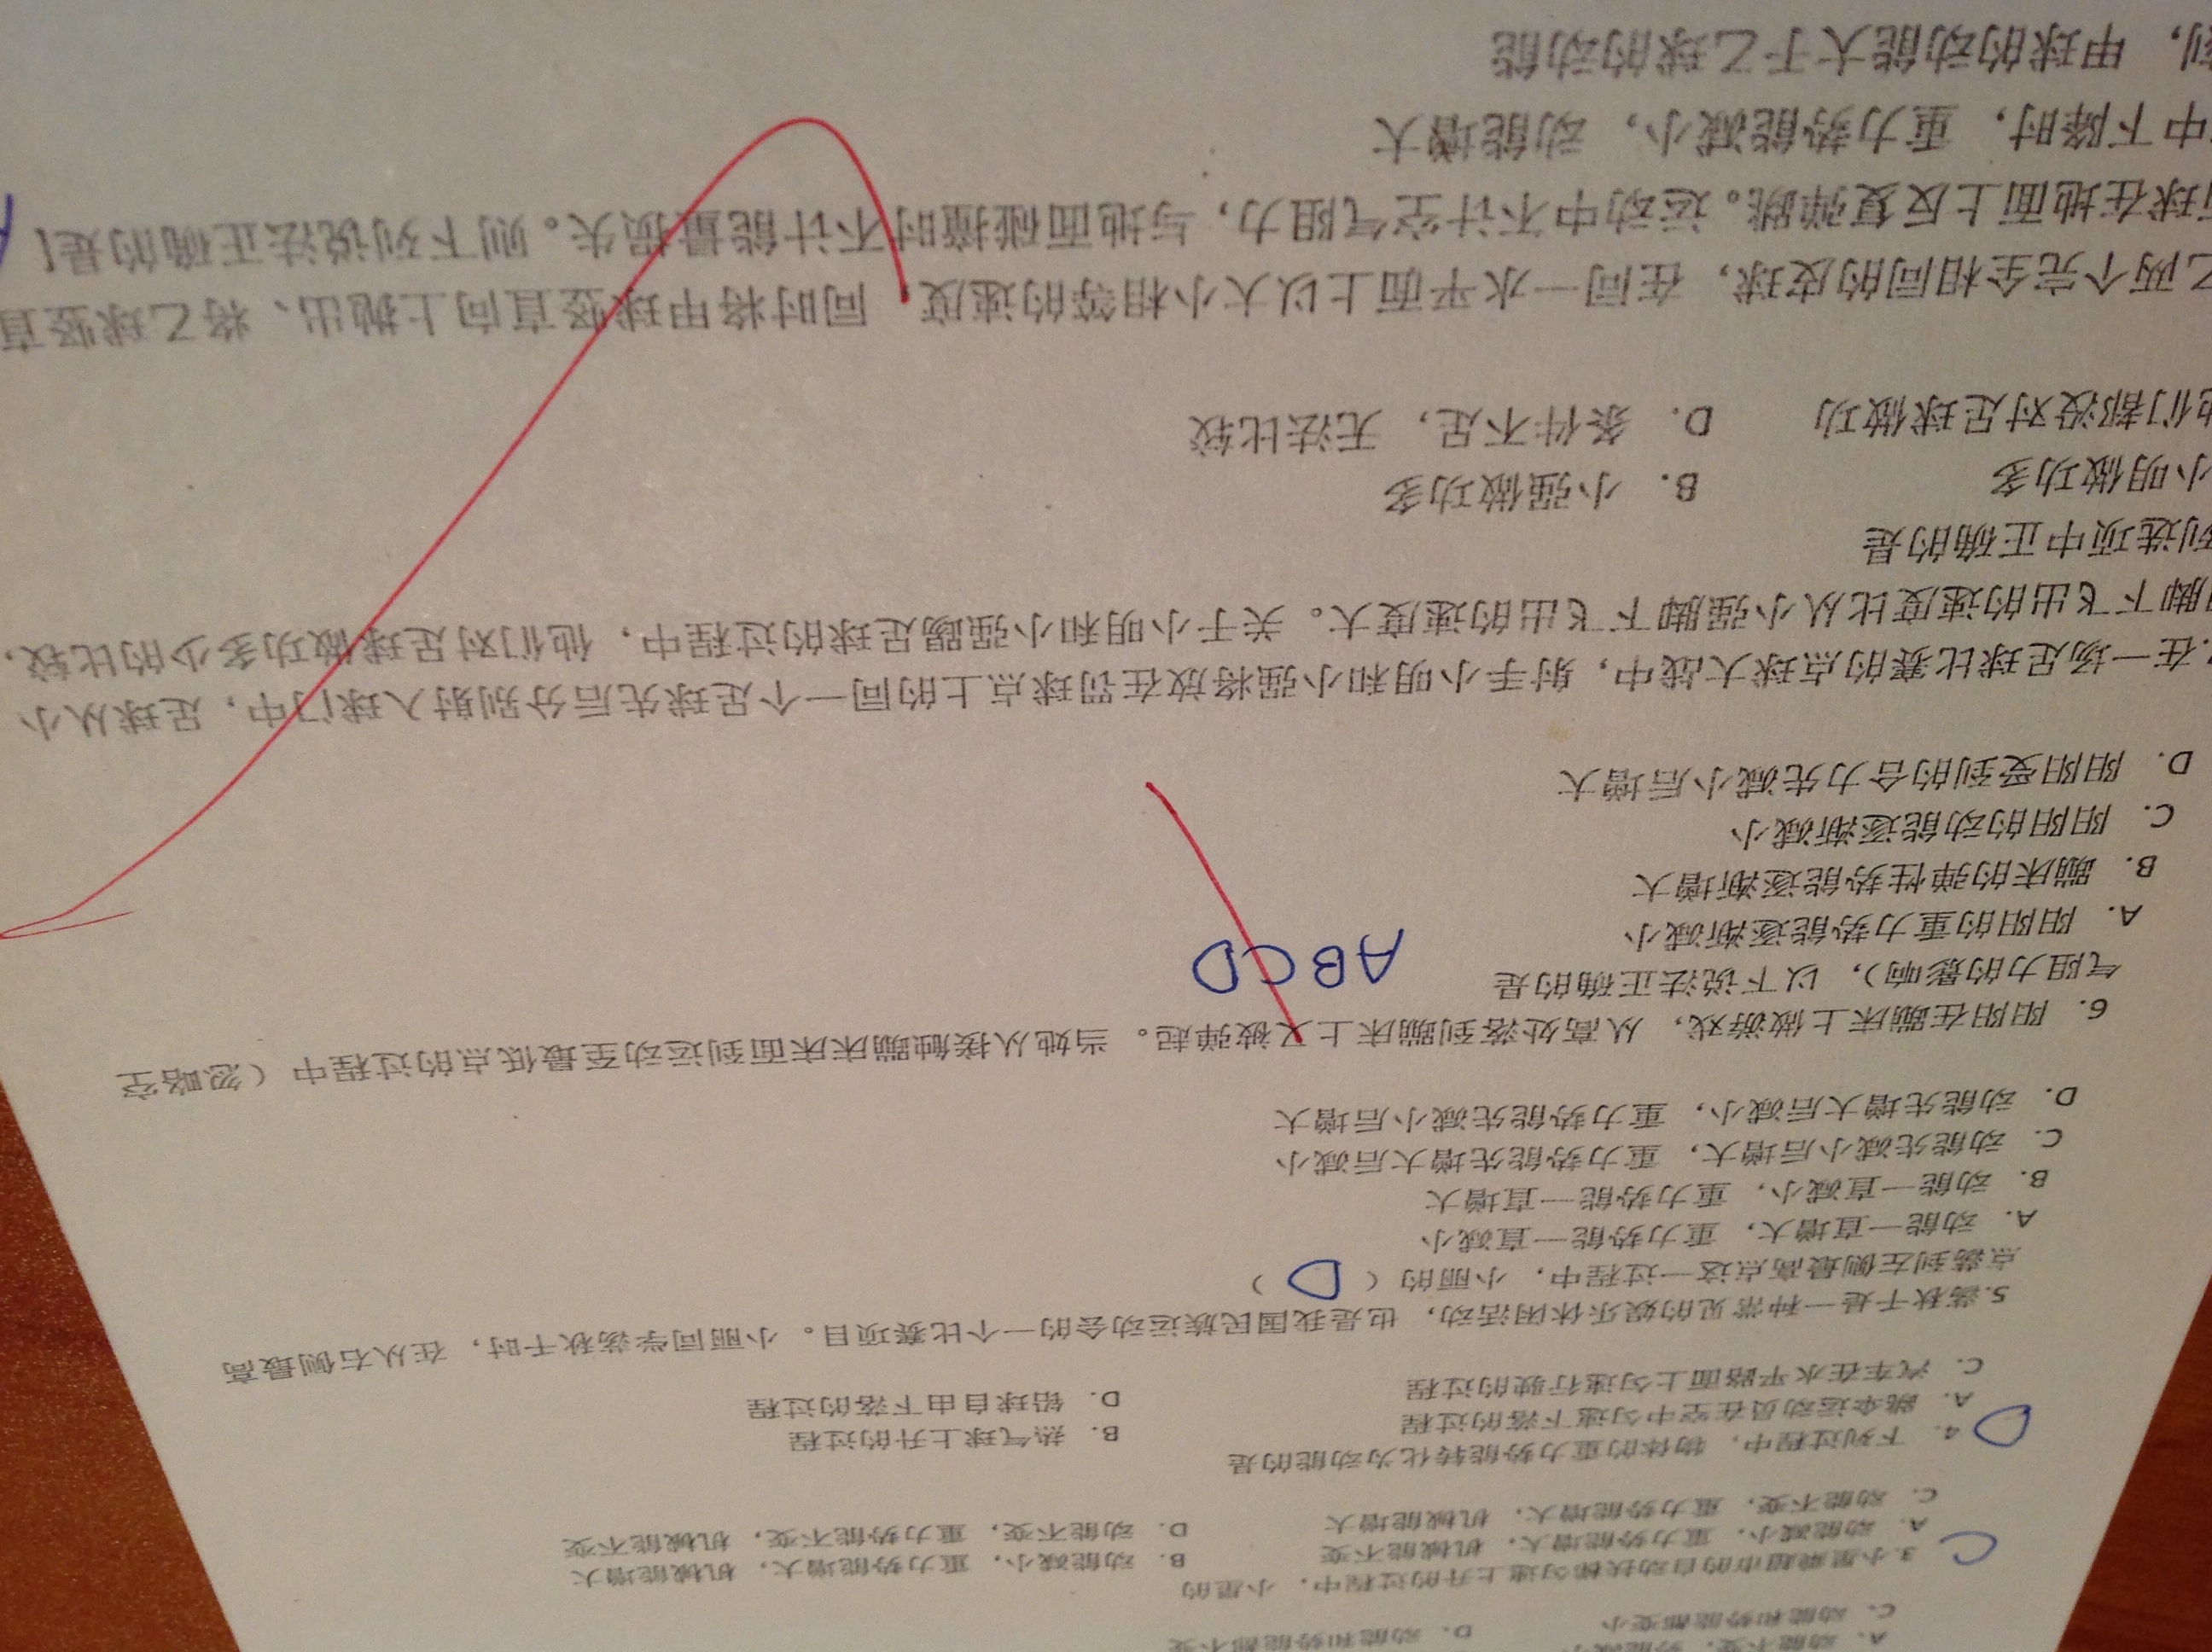 A. 动能不变，势能减小
C. 动能和势能都变小 D. 动能和势能都不变
C 3.小星乘超市的自动扶梯匀速上升的过程中，小星的
A. 动能减小，重力势能增大，机械能不变 B. 动能减小，重力势能增大，机械能增大
C. 动能不变，重力势能增大，机械能增大 D. 动能不变，重力势能不变，机械能不变
D 4. 下列过程中，物体的重力势能转化为动能的是
A. 跳伞运动员在空中匀速下落的过程 B. 热气球上升的过程
C. 汽车在水平路面上匀速行驶的过程 D. 铅球自由下落的过程
5.荡秋千是一种常见的娱乐休闲活动，也是我国民族运动会的一个比赛项目。小丽同学荡秋千时，在从右侧最高
点荡到左侧最高点这一过程中，小丽的（ D ）
A. 动能一直增大，重力势能一直减小
B. 动能一直减小，重力势能一直增大
C. 动能先减小后增大，重力势能先增大后减小
D. 动能先增大后减小，重力势能先减小后增大
6. 阳阳在蹦床上做游戏，从高处落到蹦床上又被弹起。当她从接触蹦床床面到运动至最低点的过程中（忽略空
气阻力的影响），以下说法正确的是 ABCD
A. 阳阳的重力势能逐渐减小
B. 蹦床的弹性势能逐渐增大
C. 阳阳的动能逐渐减小
D. 阳阳受到的合力先减小后增大
.在一场足球比赛的点球大战中，射手小明和小强将放在罚球点上的同一个足球先后分别射入球门中，足球从小
脚下飞出的速度比从小强脚下飞出的速度大。关于小明和小强踢足球的过程中，他们对足球做功多少的比较，
列选项中正确的是
小明做功多 B. 小强做功多
他们都没对足球做功 D. 条件不足，无法比较
乙两个完全相同的皮球，在同一水平面上以大小相等的速度，同时将甲球竖直向上抛出、将乙球竖直
球在地面上反复弹跳。运动中不计空气阻力，与地面碰撞时不计能量损失。则下列说法正确的是[ A
中下降时，重力势能减小，动能增大
刻，甲球的动能大于乙球的动能